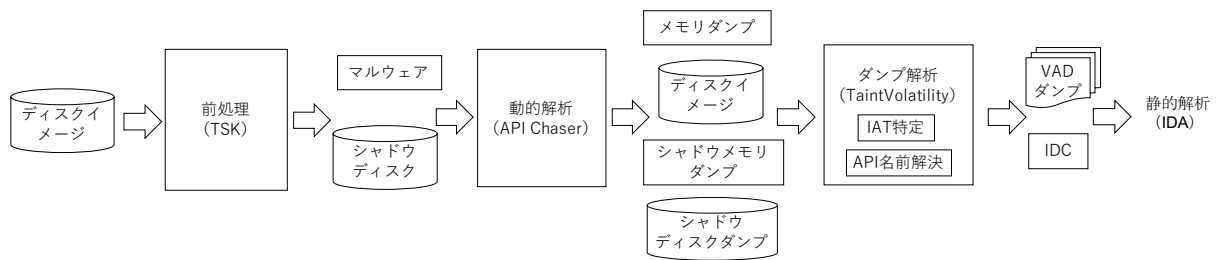 ディスクイ
メージ
前処理
（TSK）
マルウェア
シャドウ
ディスク
動的解析
（API Chaser）
メモリダンプ
ディスクイ
メージ
シャドウメモリ
ダンプ
シャドウ
ディスクダンプ
ダンプ解析
（TaintVolatility）
IAT特定
API名前解決
VAD
ダンプ
IDC
静的解析
（IDA）